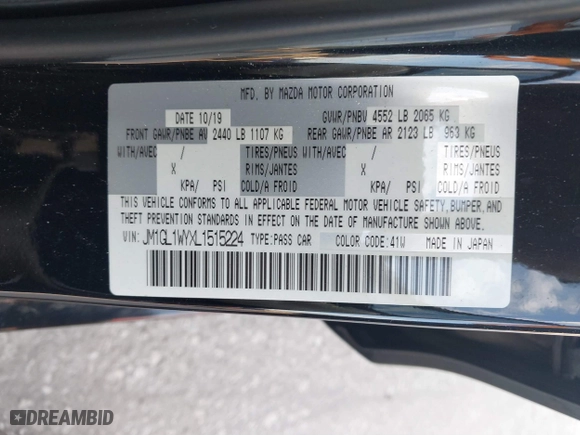 MFD. BY MAZDA MOTOR CORPORATION
DATE 10/19 GVWR/PNBV 4552 LB 2065 KG
FRONT GAWR/PNBE AV 2440 LB 1107 KG REAR GAWR/PNBE AR 2123 LB 963 KG
WITH/AVEC / TIRES/PNEUS WITH/AVEC / TIRES/PNEUS
X RIMS/JANTES X RIMS/JANTES
KPA/ PSI COLD/A FROID KPA/ PSI COLD/A FROID
THIS VEHICLE CONFORMS TO ALL APPLICABLE FEDERAL MOTOR VEHICLE SAFETY, BUMPER, AND
THEFT PREVENTION STANDARDS IN EFFECT ON THE DATE OF MANUFACTURE SHOWN ABOVE.
VIN: JM1GL1WYXL1515224 TYPE:PASS CAR COLOR CODE:41W MADE IN JAPAN
DREAMBID